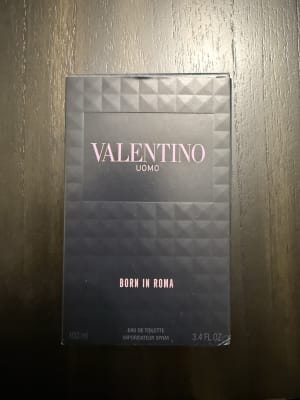 VALENTINO
UOMO
BORN IN ROMA
EAU DE TOILETTE
100 ml VAPORISATEUR SPRAY 3.4 FL OZ